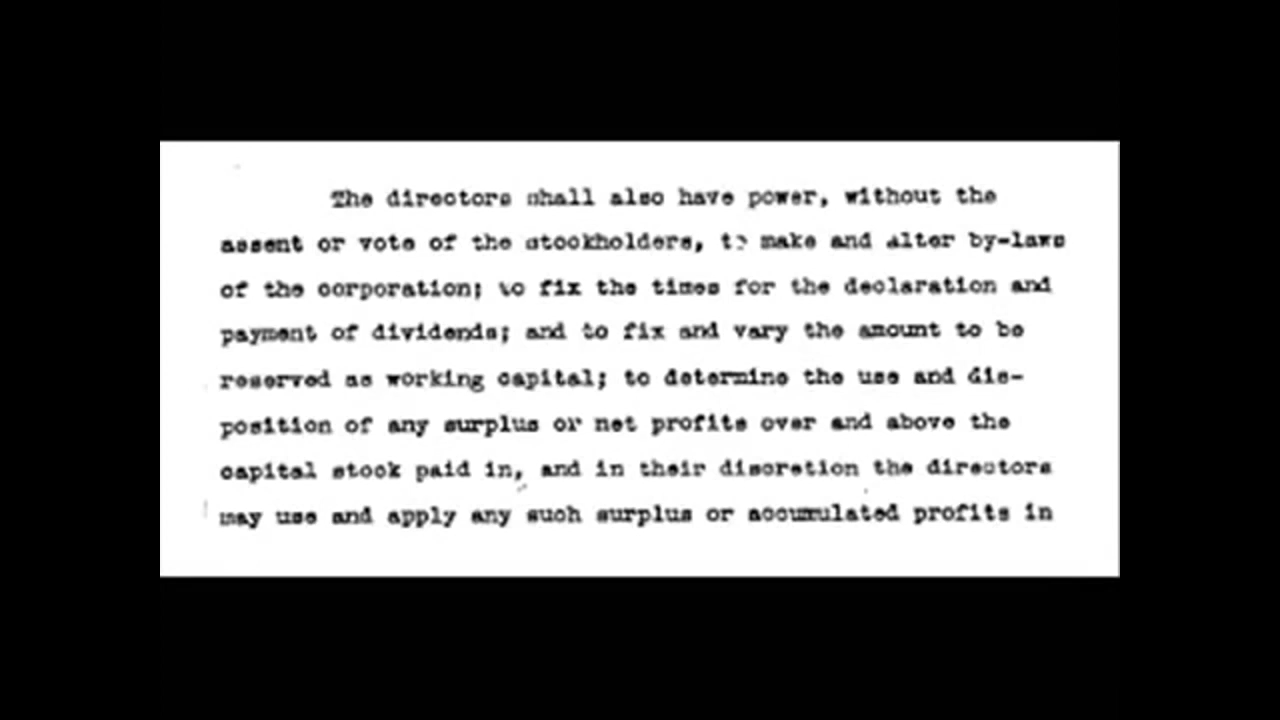 The directors shall also have power, without the
assent or vote of the stockholders, to make and alter by-laws
of the corporation; to fix the times for the declaration and
payment of dividends; and to fix and vary the amount to be
reserved as working capital; to determine the use and dis-
position of any surplus or net profits over and above the
capital stock paid in, and in their discretion the directors
may use and apply any such surplus or accumulated profits in